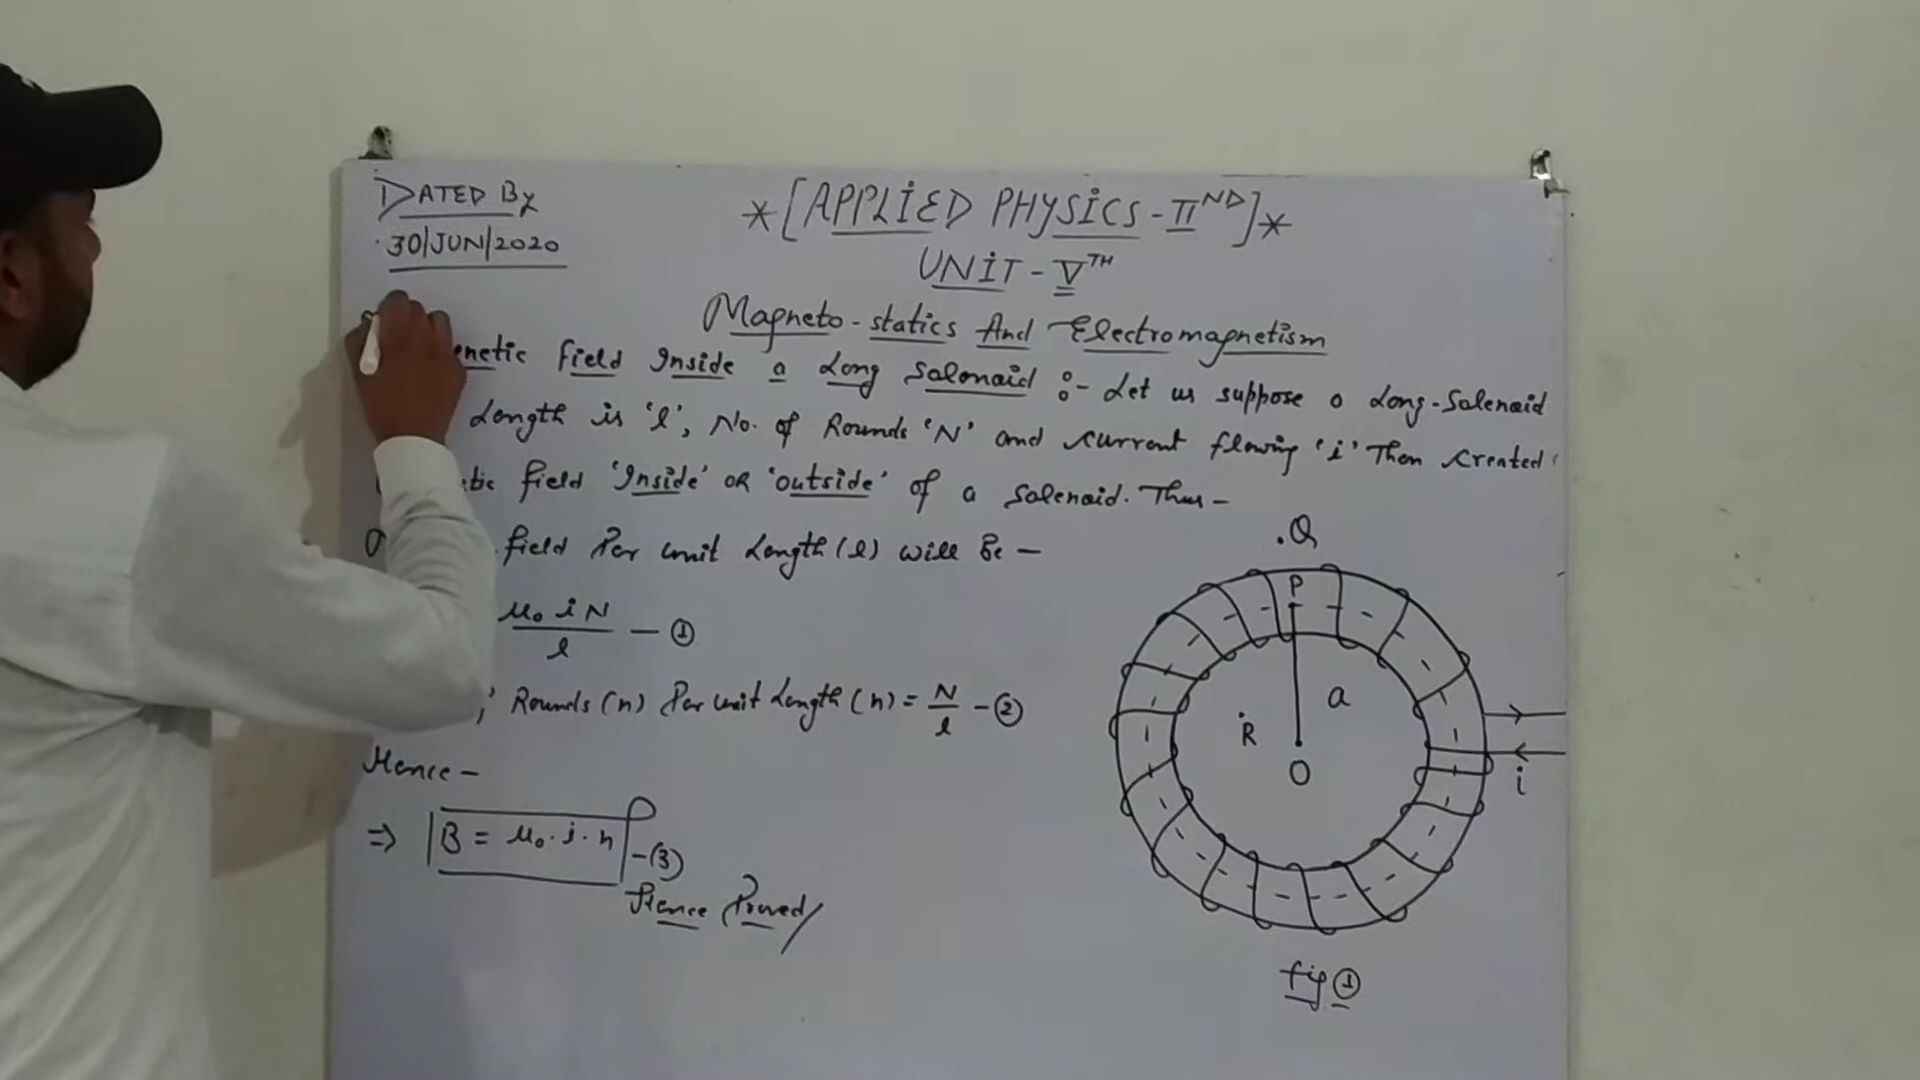 DATED By
30/JUN/2020
*[APPLIED PHYSICS-II ND]*
UNIT-V TH
Magneto-statics And Electromagnetism
netic field Inside a Long Solonaid :- Let us suppose a Long-Solenoid
Length is 'l', No. of Rounds 'N' and current flowing 'i' Then created
tic field 'Inside' OR 'outside' of a Solenoid. Thus -
field Per unit Length (l) will Be -
μ₀ i N / l - ①
Rounds (n) Per unit Length (n) = N / l - ②
Hence -
⇒ B = μ₀. i. n - (3)
Hence Proved
.Q
P
a
R
O
i
fig ①